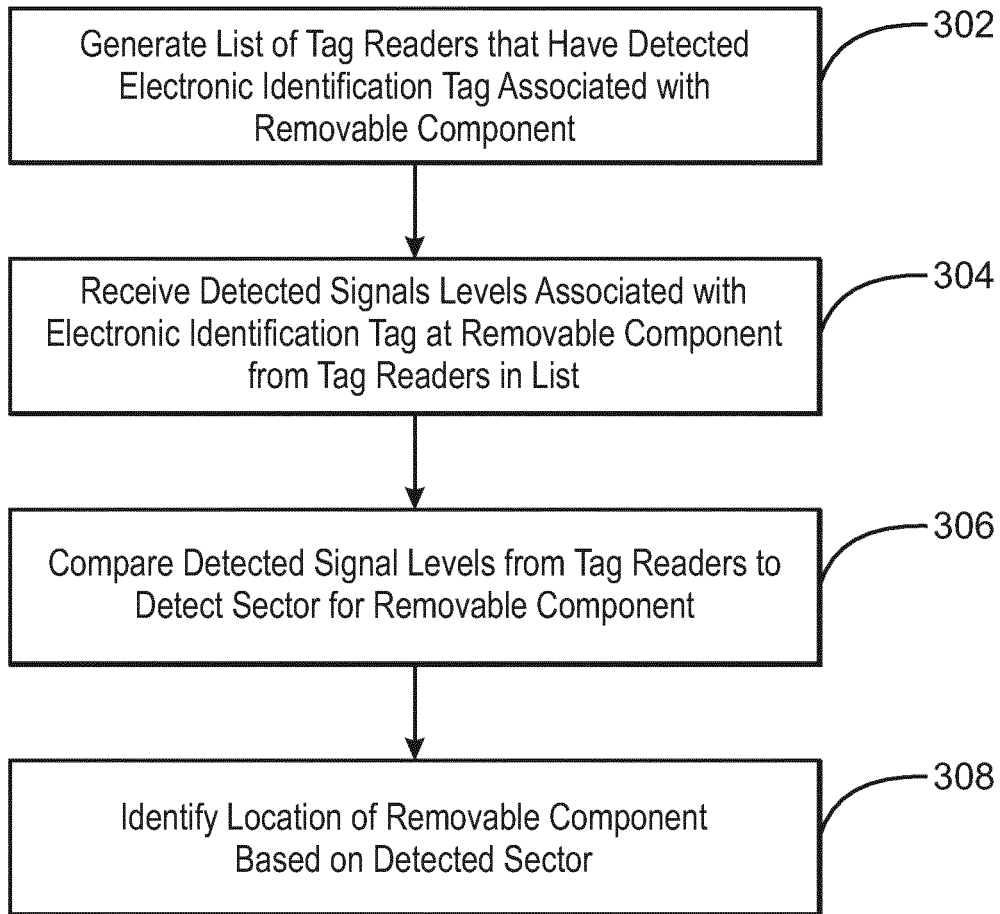 Generate List of Tag Readers that Have Detected
Electronic Identification Tag Associated with
Removable Component
302
Receive Detected Signals Levels Associated with
Electronic Identification Tag at Removable Component
from Tag Readers in List
304
Compare Detected Signal Levels from Tag Readers to
Detect Sector for Removable Component
306
Identify Location of Removable Component
Based on Detected Sector
308